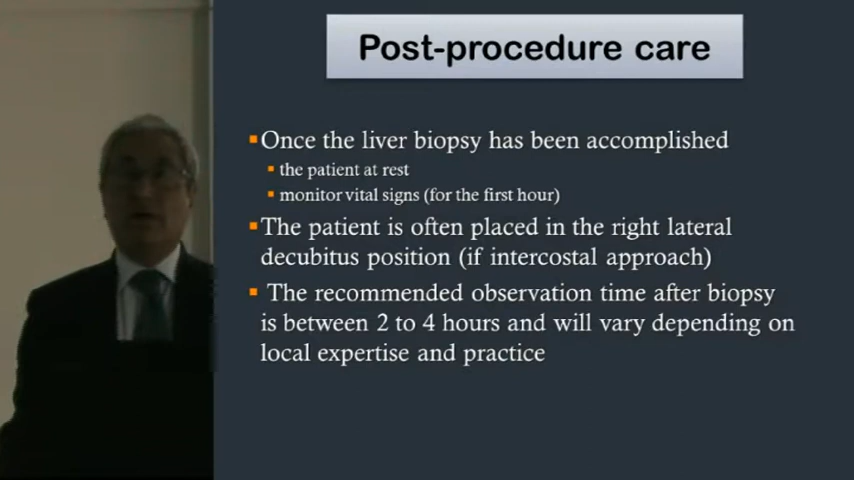 Post-procedure care
▪Once the liver biopsy has been accomplished
▪ the patient at rest
▪ monitor vital signs (for the first hour)
▪The patient is often placed in the right lateral
decubitus position (if intercostal approach)
▪ The recommended observation time after biopsy
is between 2 to 4 hours and will vary depending on
local expertise and practice